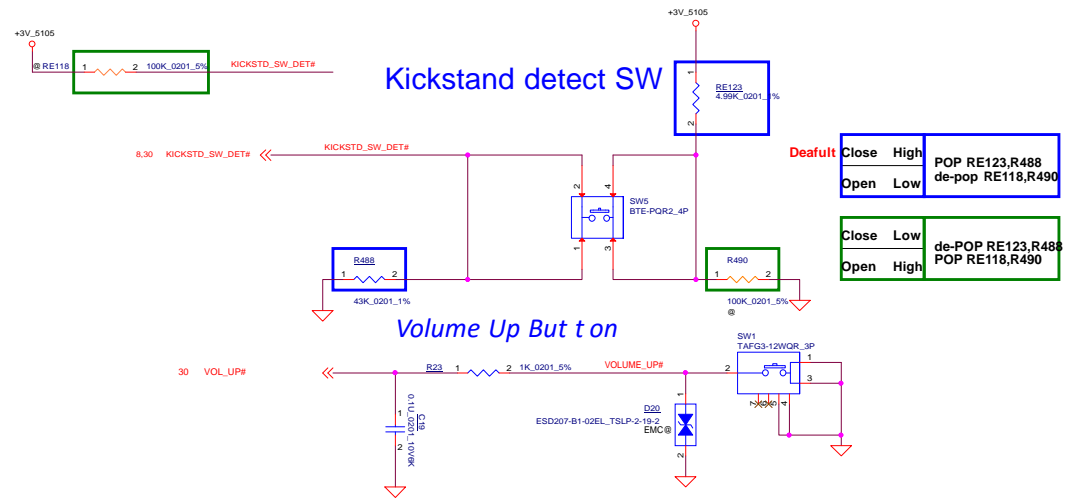 +3V_5105
+3V_5105
@ RE118 1 2 100K_0201_5% KICKSTD_SW_DET#
Kickstand detect SW
1
RE123
4.99K_0201_1%
2
8,30 KICKSTD_SW_DET# KICKSTD_SW_DET#
Deafult Close High
Open Low
POP RE123,R488
de-pop RE118,R490
2 4
SW5
BTE-PQR2_4P
1 3
Close Low
Open High
de-POP RE123,R488
POP RE118,R490
R488
1 2
43K_0201_1%
R490
1 2
100K_0201_5%
@
Volume Up But t on
SW1
TAFG3-12WQR_3P
30 VOL_UP# R23 1 2 1K_0201_5% VOLUME_UP# 2 1
3
7 6 5 4
1
C19
0.1U_0201_10V6K
2
1
D20
ESD207-B1-02EL_TSLP-2-19-2
EMC@
2